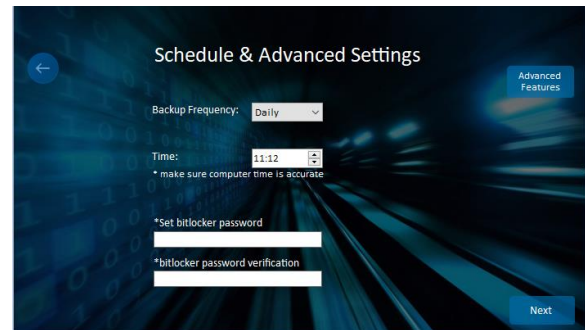 Schedule & Advanced Settings
Advanced
Features
Backup Frequency: Daily
Time: 11:12
* make sure computer time is accurate
*Set bitlocker password
*bitlocker password verification
Next